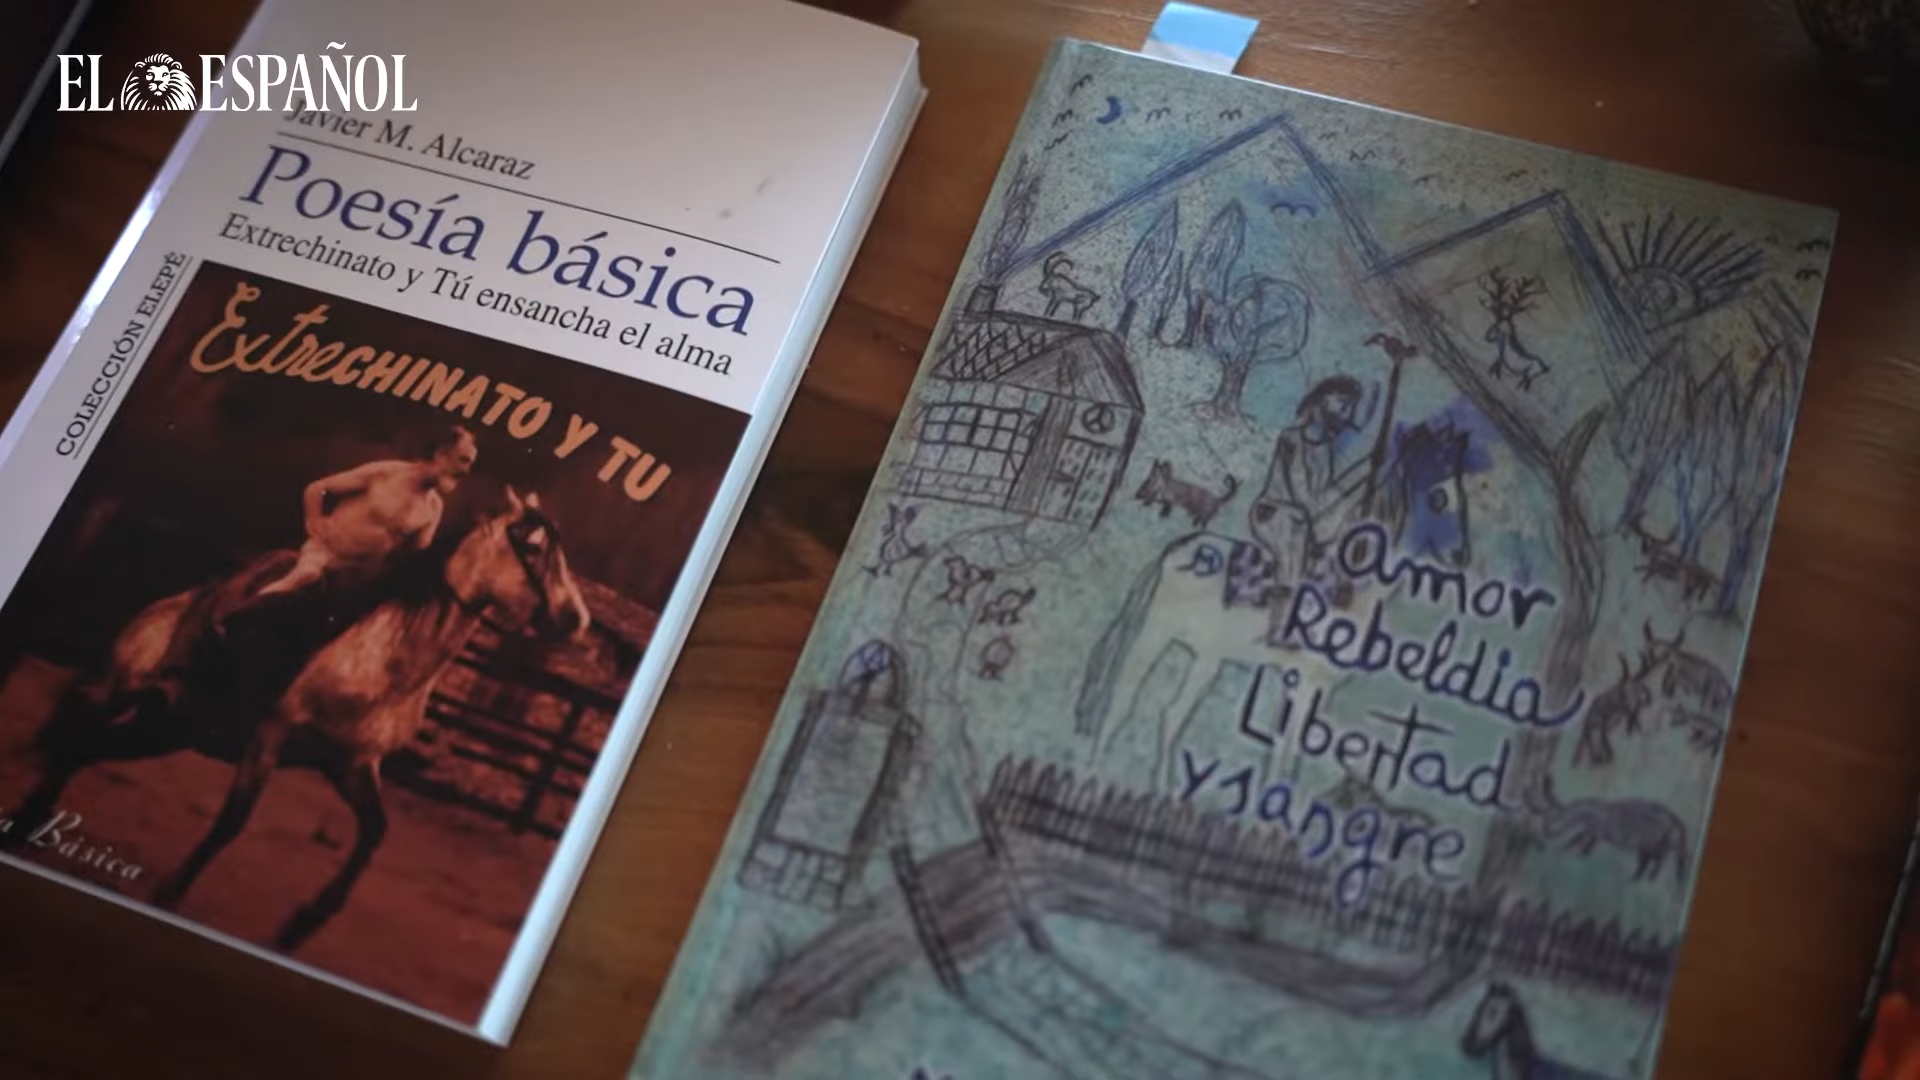 EL ESPAÑOL
Javier M. Alcaraz
Poesía básica
Extrechinato y Tú ensancha el alma
COLECCIÓN ELEPÉ
ExtreCHINATO Y TU
Básica
Amor
Rebeldia
Libertad
y sangre